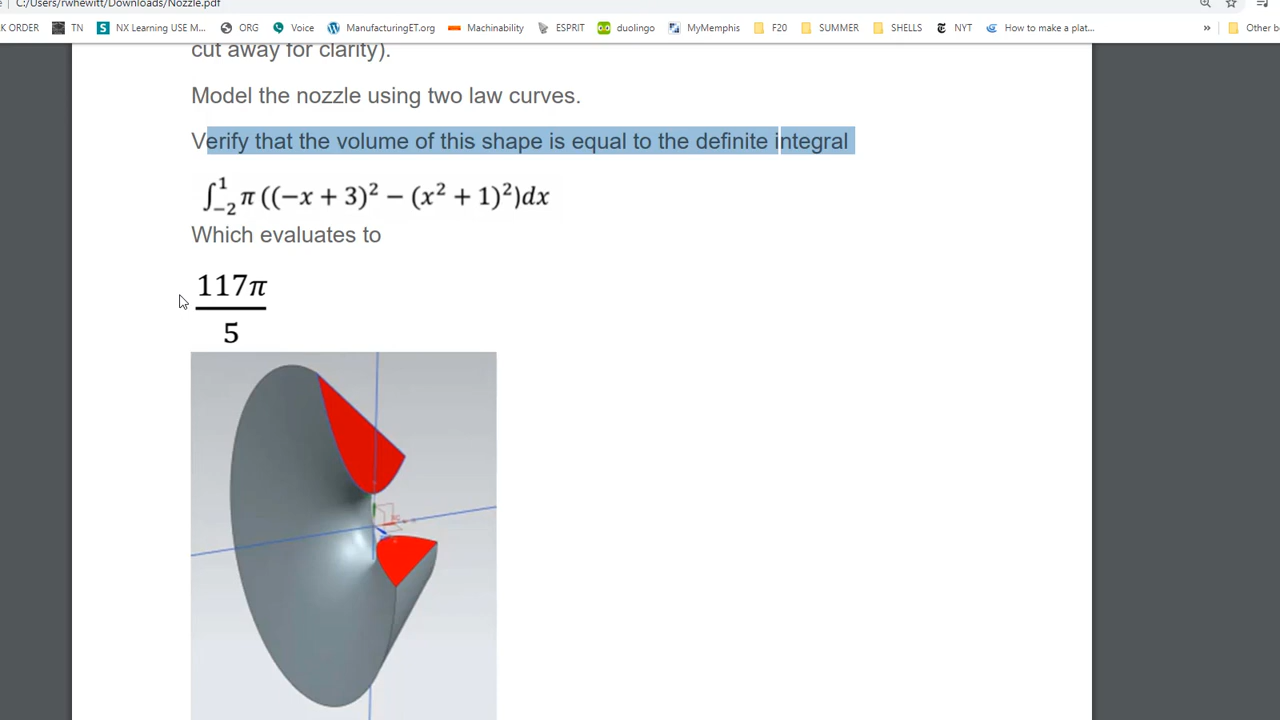 C:/Users/rwhewitt/Downloads/Nozzle.pdf
K ORDER TN NX Learning USE M... ORG Voice ManufacturingET.org Machinability ESPRIT duolingo MyMemphis F20 SUMMER SHELLS NYT How to make a plat... » Other b
cut away for clarity).
Model the nozzle using two law curves.
Verify that the volume of this shape is equal to the definite integral
∫₋₂¹ π ((−x + 3)² − (x² + 1)²)dx
Which evaluates to
117π
5